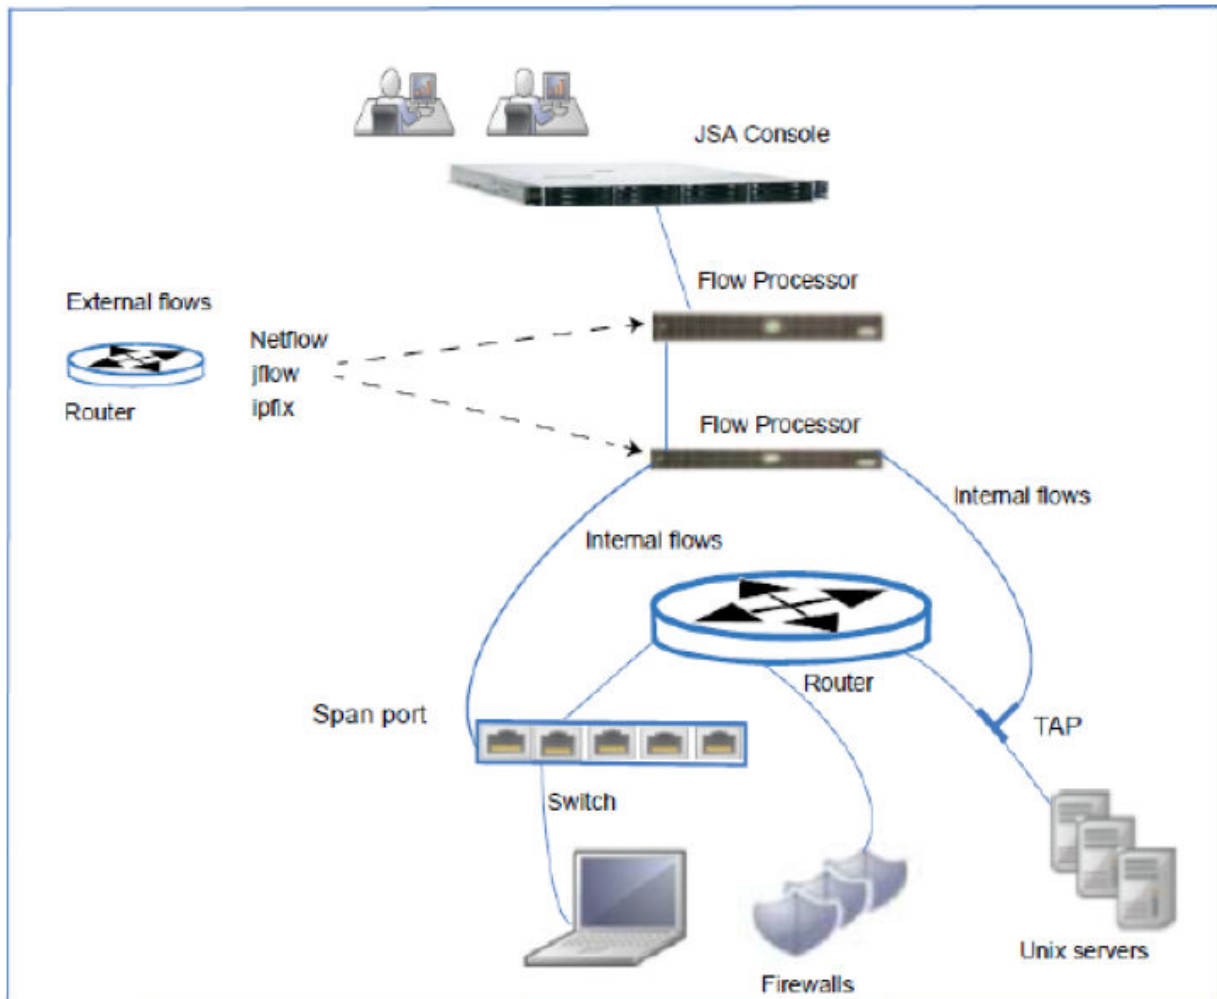 JSA Console
Flow Processor
External flows
Netflow
jflow
ipfix
Router
Flow Processor
Internal flows
Internal flows
Router
Span port
TAP
Switch
Unix servers
Firewalls